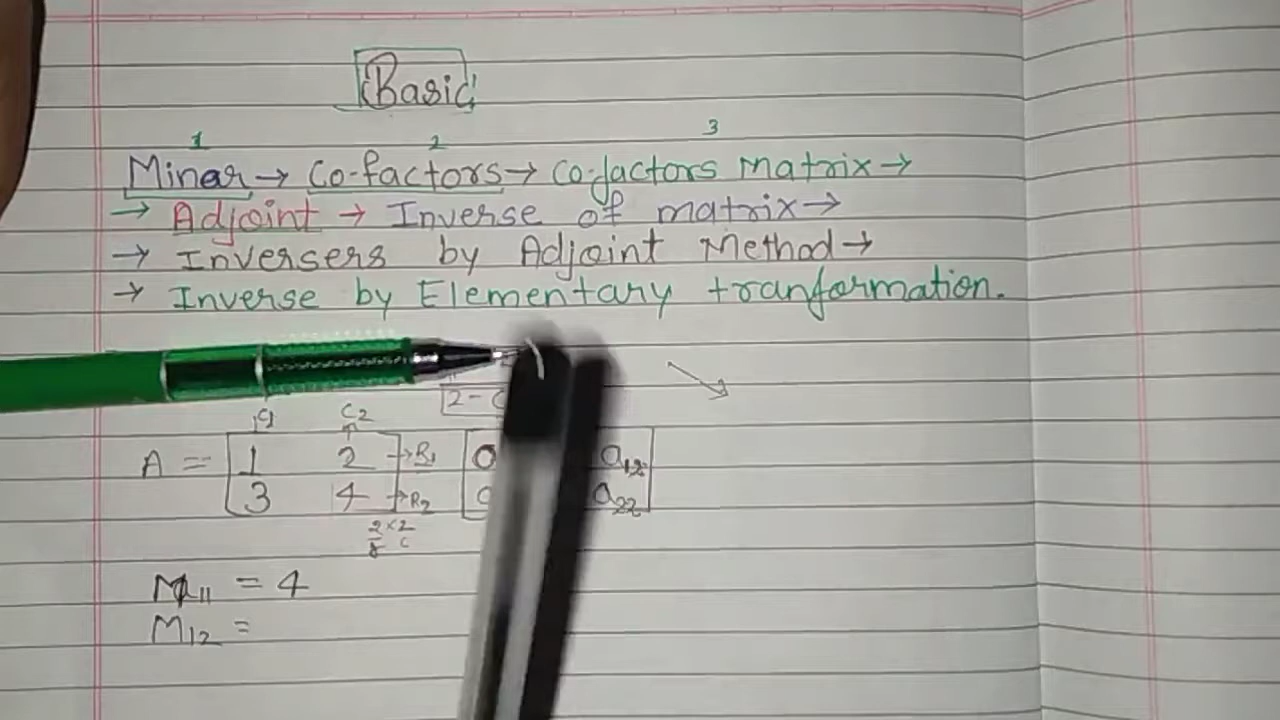 Basic
1 2 3
Minor → Co-factors → Co-factors Matrix →
→ Adjoint → Inverse of matrix →
→ Inversers by Adjoint Method →
→ Inverse by Elementary tranformation.
C1 C2
A = [1 2 → R1 a12
3 4] → R2 a22
2 × 2
M11 = 4
M12 =